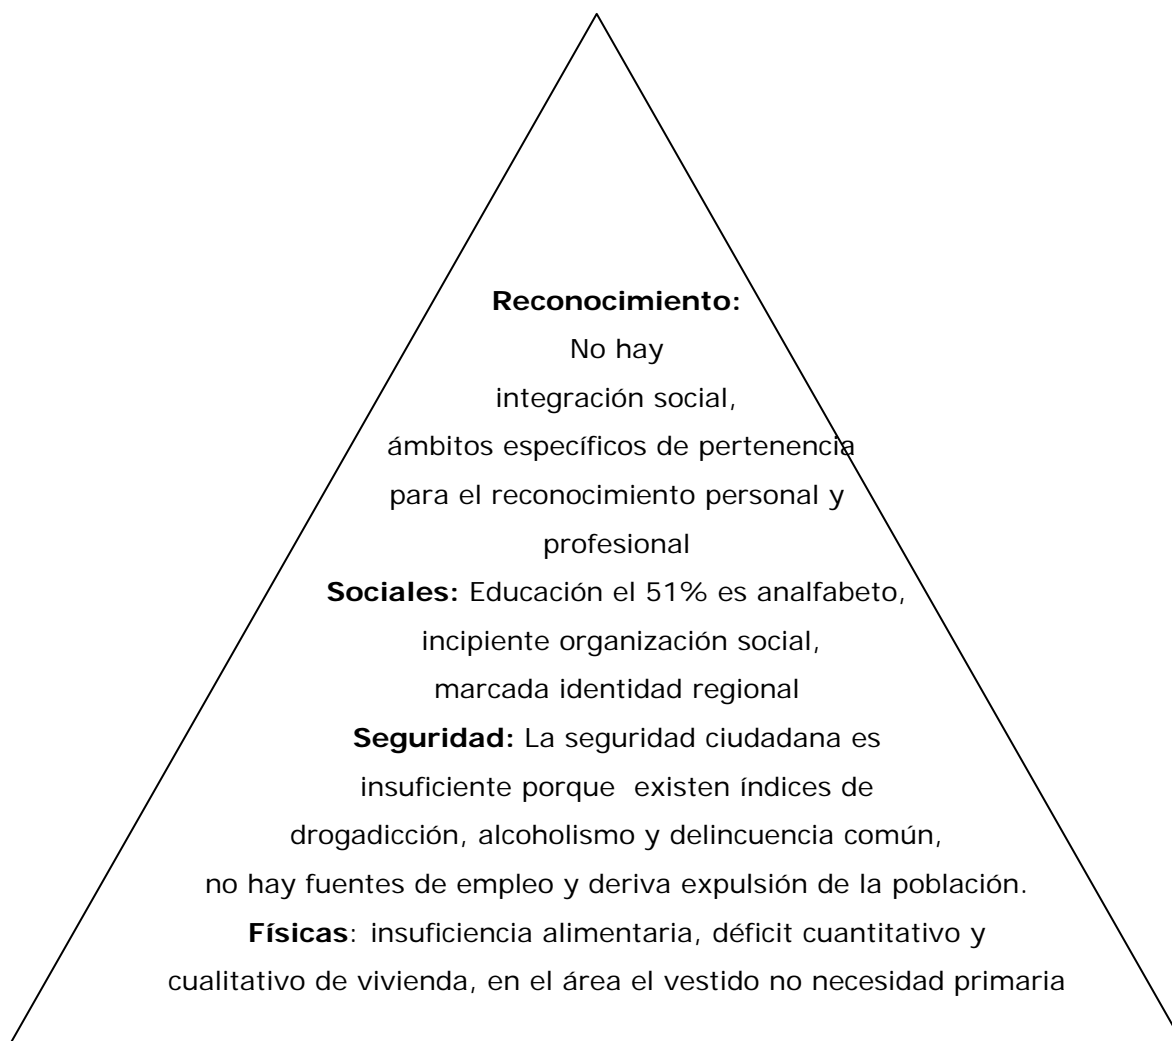 Reconocimiento:
No hay
integración social,
ámbitos específicos de pertenencia
para el reconocimiento personal y
profesional
Sociales: Educación el 51% es analfabeto,
incipiente organización social,
marcada identidad regional
Seguridad: La seguridad ciudadana es
insuficiente porque  existen índices de
drogadicción, alcoholismo y delincuencia común,
no hay fuentes de empleo y deriva expulsión de la población.
Físicas: insuficiencia alimentaria, déficit cuantitativo y
cualitativo de vivienda, en el área el vestido no necesidad primaria